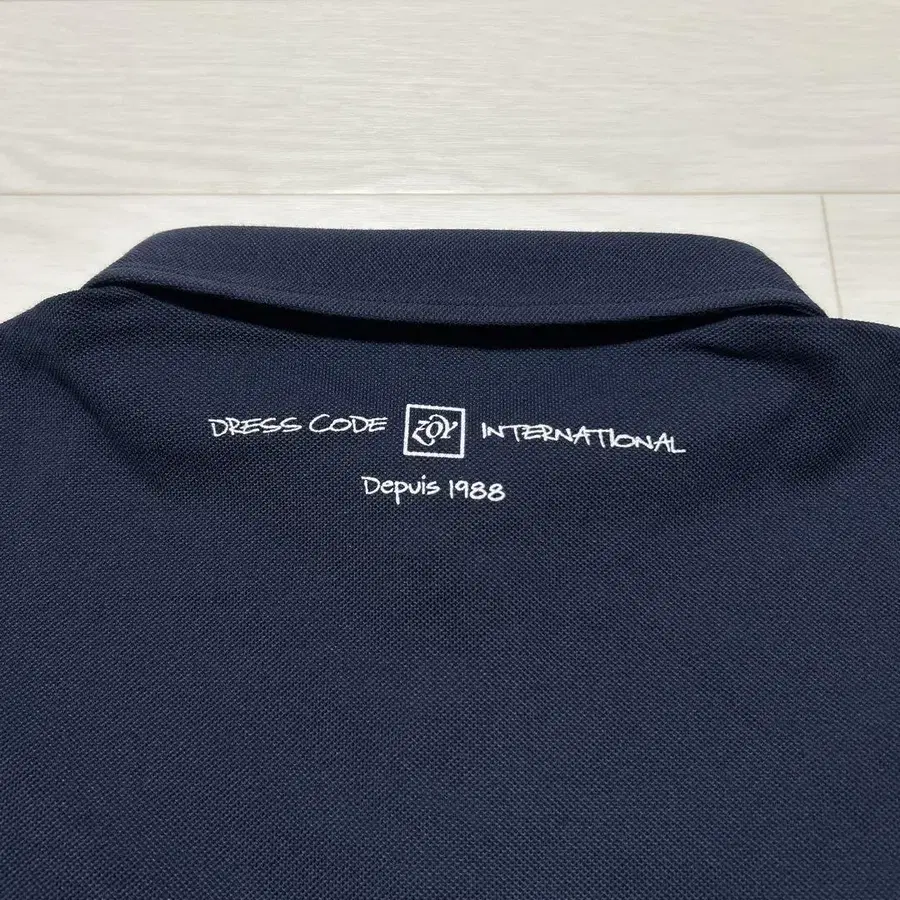 DRESS CODE ZOY INTERNATIONAL
Depuis 1988